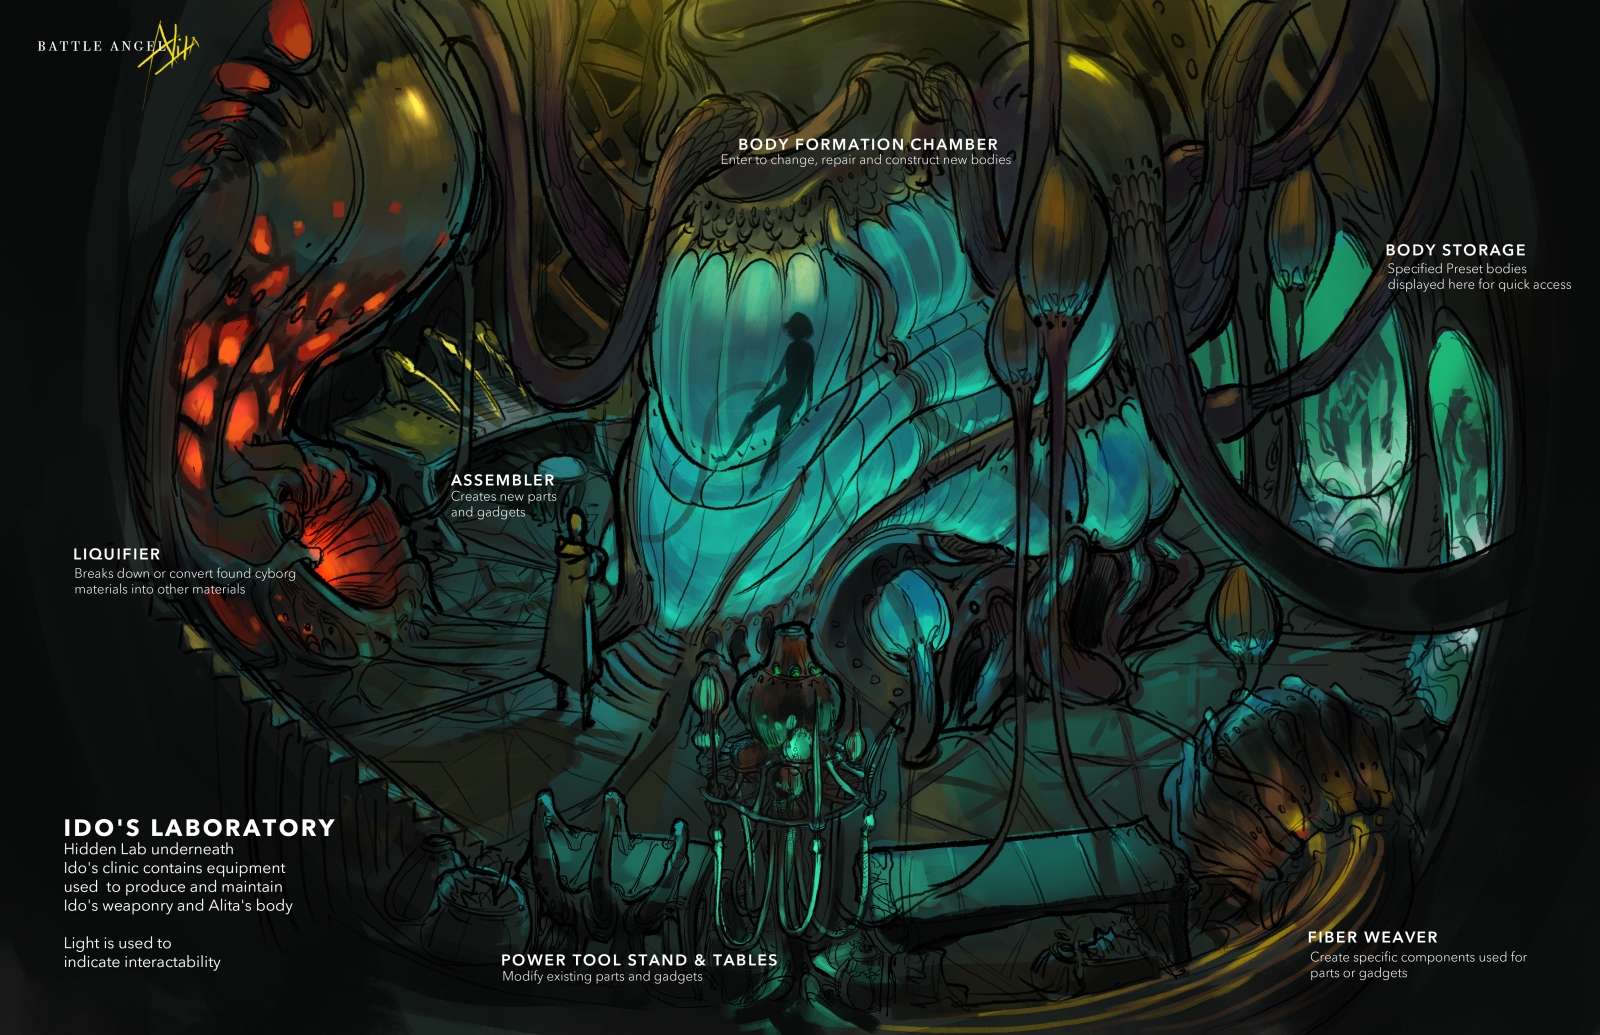 BATTLE ANGEL Alita
BODY FORMATION CHAMBER
Enter to change, repair and construct new bodies
BODY STORAGE
Specified Preset bodies
displayed here for quick access
ASSEMBLER
Creates new parts
and gadgets
LIQUIFIER
Breaks down or convert found cyborg
materials into other materials
IDO'S LABORATORY
Hidden Lab underneath
Ido's clinic contains equipment
used to produce and maintain
Ido's weaponry and Alita's body
Light is used to
indicate interactability
POWER TOOL STAND & TABLES
Modify existing parts and gadgets
FIBER WEAVER
Create specific components used for
parts or gadgets